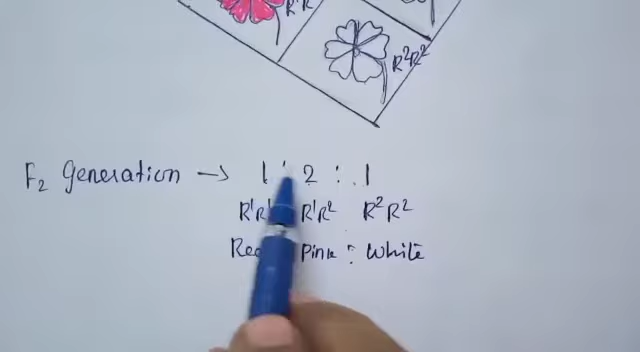 R¹R¹
R²R²
F₂ Generation → 1 : 2 : 1
R¹R¹ R¹R² R²R²
Pink : White